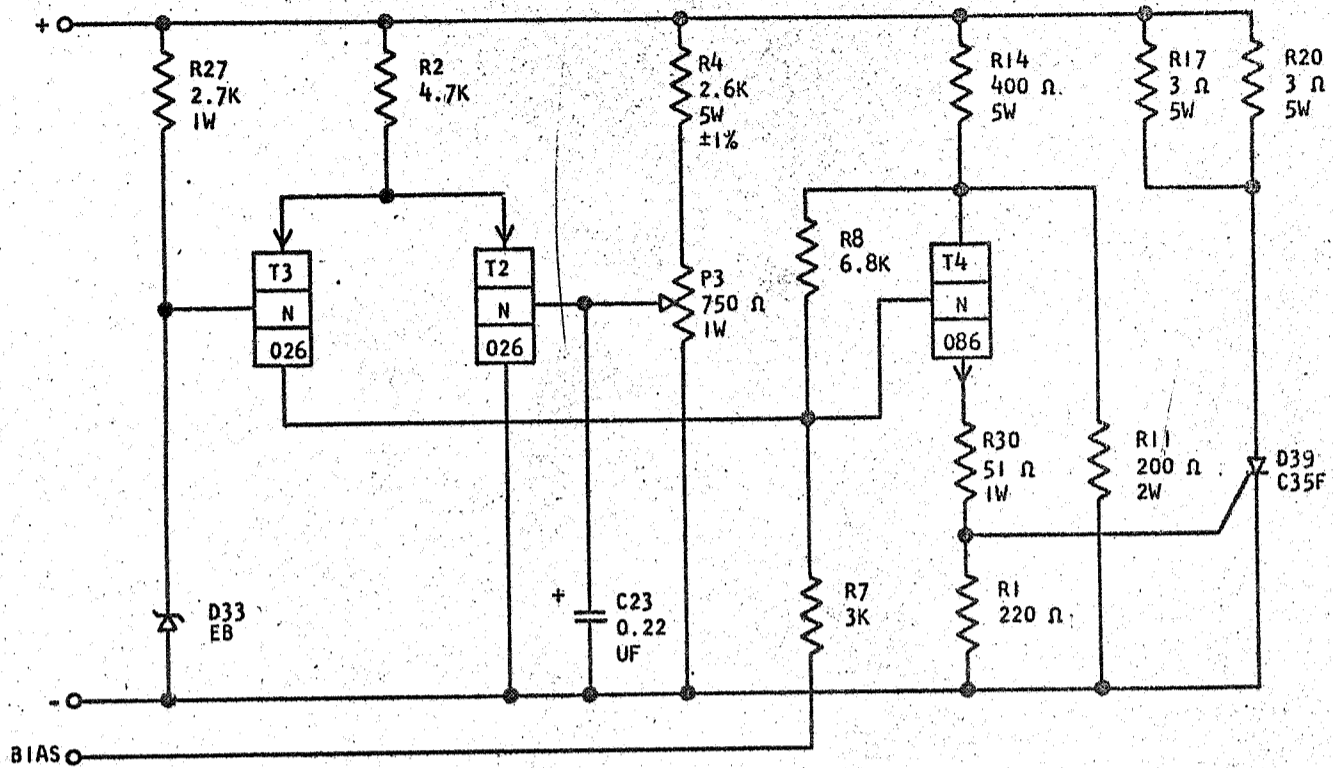 +
R27
2.7K
1W
R2
4.7K
R4
2.6K
5W
±1%
R14
400 Ω
5W
R17
3 Ω
5W
R20
3 Ω
5W
T3
N
026
T2
N
026
P3
750 Ω
1W
R8
6.8K
T4
N
086
R30
51 Ω
1W
R11
200 Ω
2W
D39
C35F
D33
EB
+
C23
0.22
UF
R7
3K
R1
220 Ω
-
BIAS